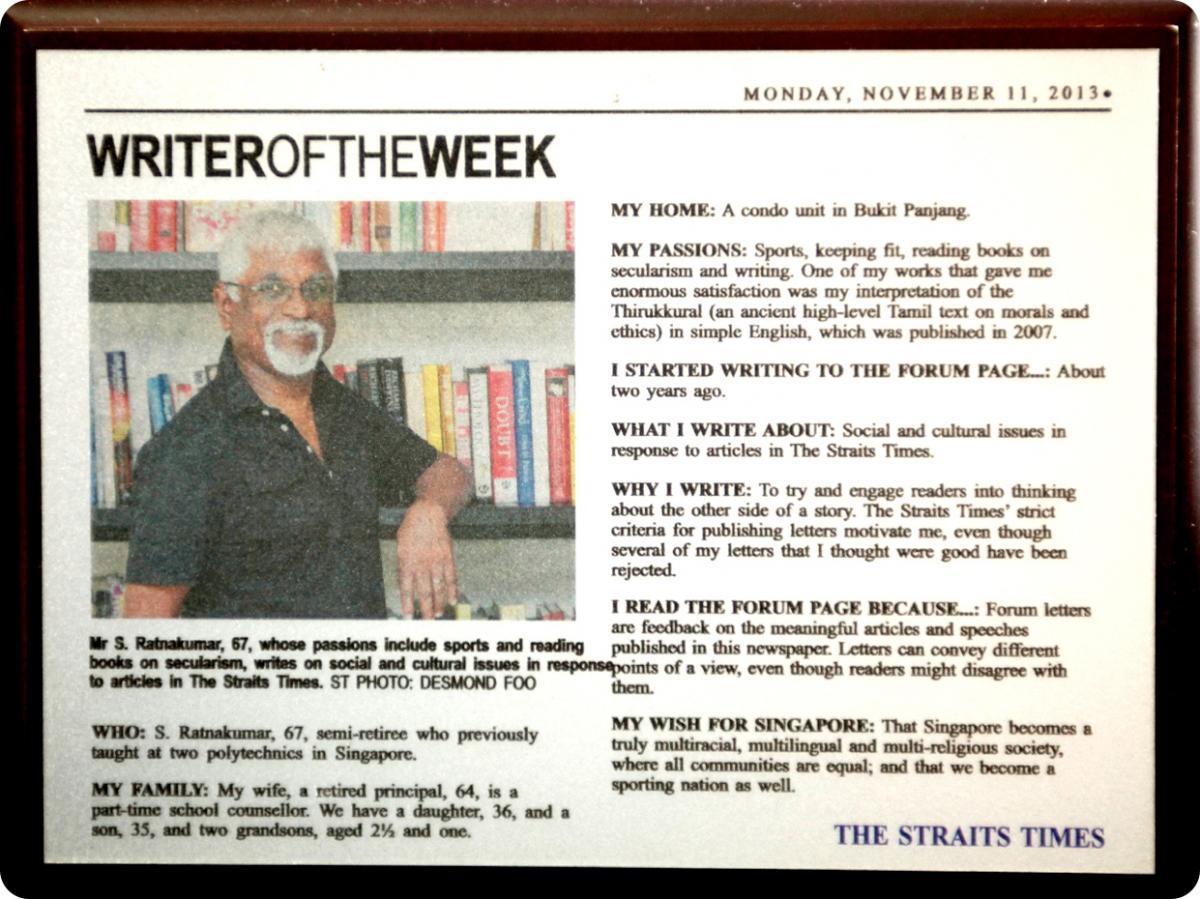 MONDAY, NOVEMBER 11, 2013•
WRITEROFTHEWEEK
DOUBT
Mr S. Ratnakumar, 67, whose passions include sports and reading
books on secularism, writes on social and cultural issues in response
to articles in The Straits Times. ST PHOTO: DESMOND FOO
WHO: S. Ratnakumar, 67, semi-retiree who previously
taught at two polytechnics in Singapore.
MY FAMILY: My wife, a retired principal, 64, is a
part-time school counsellor. We have a daughter, 36, and a
son, 35, and two grandsons, aged 2½ and one.
MY HOME: A condo unit in Bukit Panjang.
MY PASSIONS: Sports, keeping fit, reading books on
secularism and writing. One of my works that gave me
enormous satisfaction was my interpretation of the
Thirukkural (an ancient high-level Tamil text on morals and
ethics) in simple English, which was published in 2007.
I STARTED WRITING TO THE FORUM PAGE...: About
two years ago.
WHAT I WRITE ABOUT: Social and cultural issues in
response to articles in The Straits Times.
WHY I WRITE: To try and engage readers into thinking
about the other side of a story. The Straits Times' strict
criteria for publishing letters motivate me, even though
several of my letters that I thought were good have been
rejected.
I READ THE FORUM PAGE BECAUSE...: Forum letters
are feedback on the meaningful articles and speeches
published in this newspaper. Letters can convey different
points of a view, even though readers might disagree with
them.
MY WISH FOR SINGAPORE: That Singapore becomes a
truly multiracial, multilingual and multi-religious society,
where all communities are equal; and that we become a
sporting nation as well.
THE STRAITS TIMES